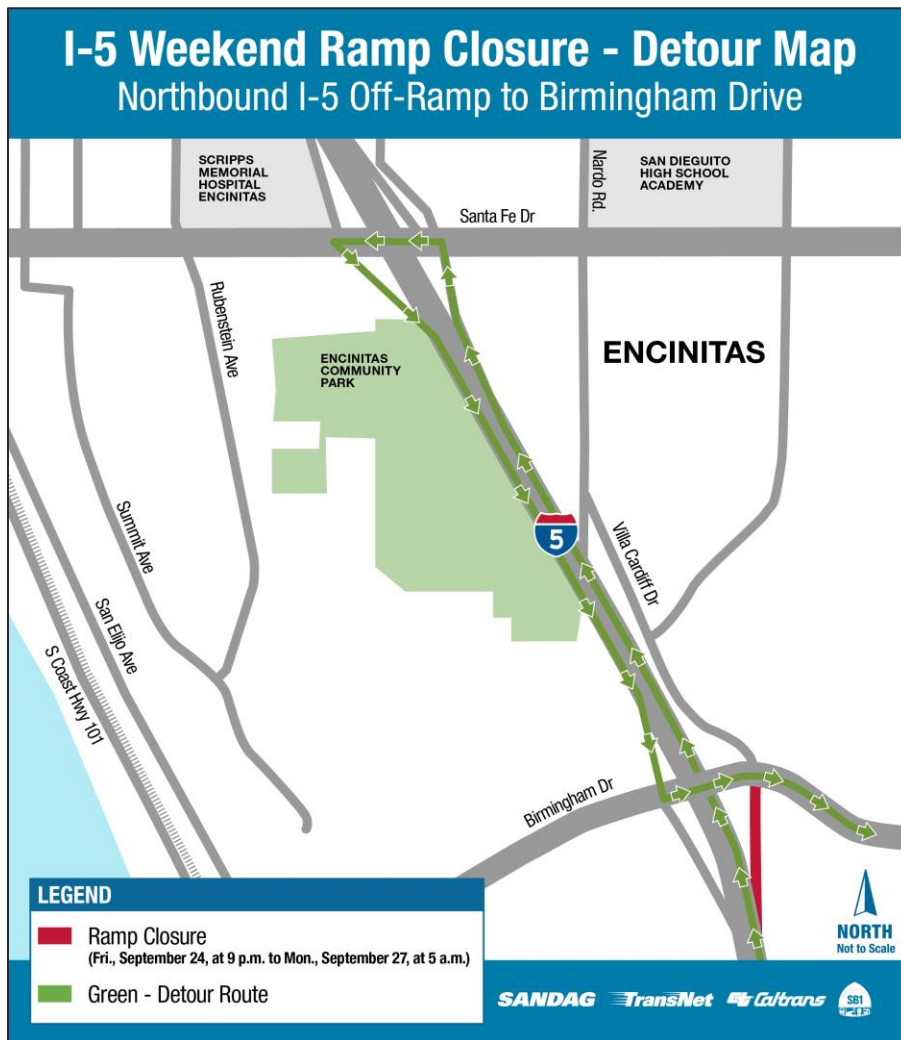 I-5 Weekend Ramp Closure - Detour Map
Northbound I-5 Off-Ramp to Birmingham Drive
SCRIPPS
MEMORIAL
HOSPITAL
ENCINITAS
Nardo Rd.
SAN DIEGUITO
HIGH SCHOOL
ACADEMY
Santa Fe Dr
Rubenstein Ave
ENCINITAS
COMMUNITY
PARK
ENCINITAS
5
Summit Ave
Villa Cardiff Dr
San Elijo Ave
S Coast Hwy 101
Birmingham Dr
LEGEND
Ramp Closure
(Fri., September 24, at 9 p.m. to Mon., September 27, at 5 a.m.)
Green - Detour Route
NORTH
Not to Scale
SANDAG TransNet Caltrans SB1